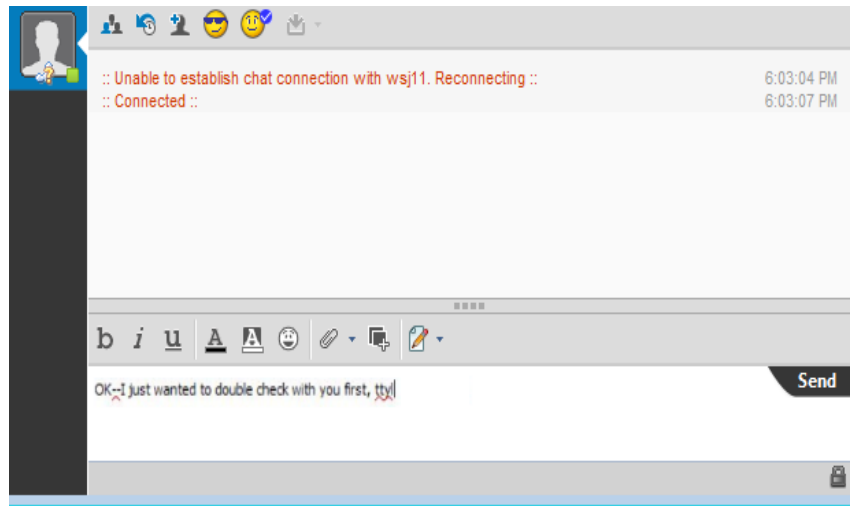 :: Unable to establish chat connection with wsj11. Reconnecting :: 6:03:04 PM
:: Connected :: 6:03:07 PM
b i u A A
OK--I just wanted to double check with you first, ttyl
Send